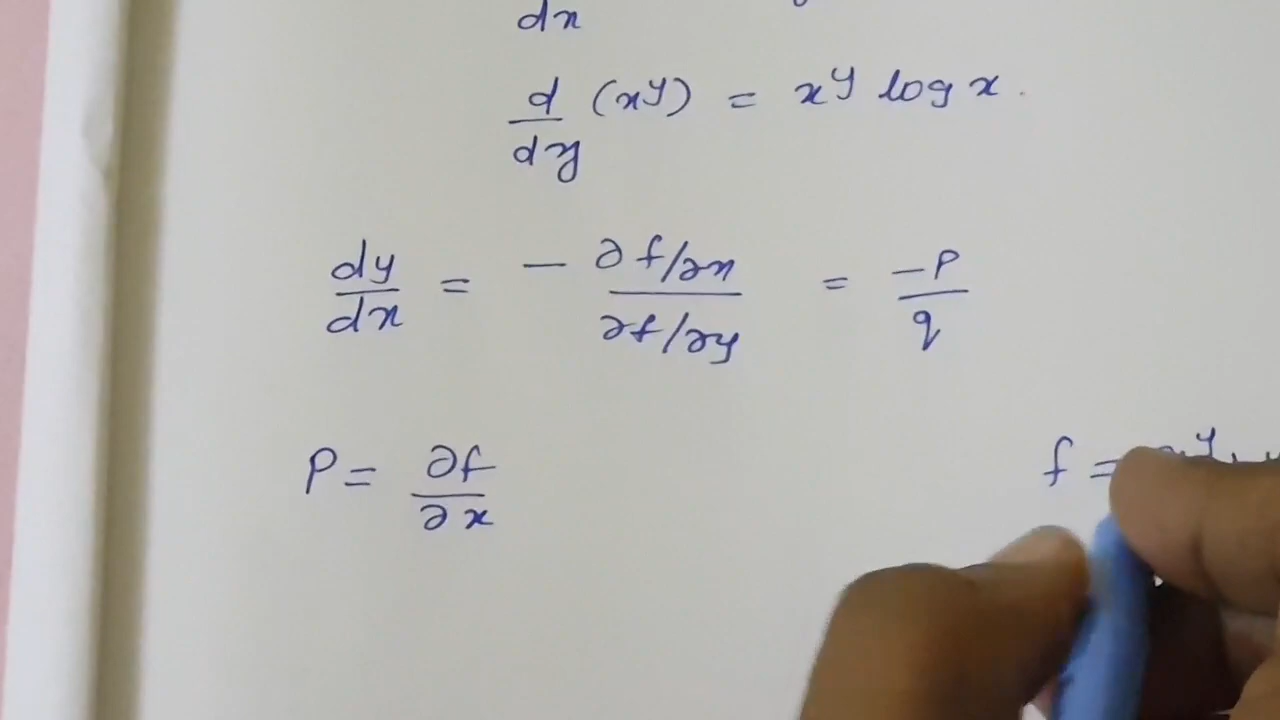 dx
d/dy (x^y) = x^y log x.
dy/dx = - ∂f/∂x / ∂f/∂y = -P/q
P = ∂f/∂x f =